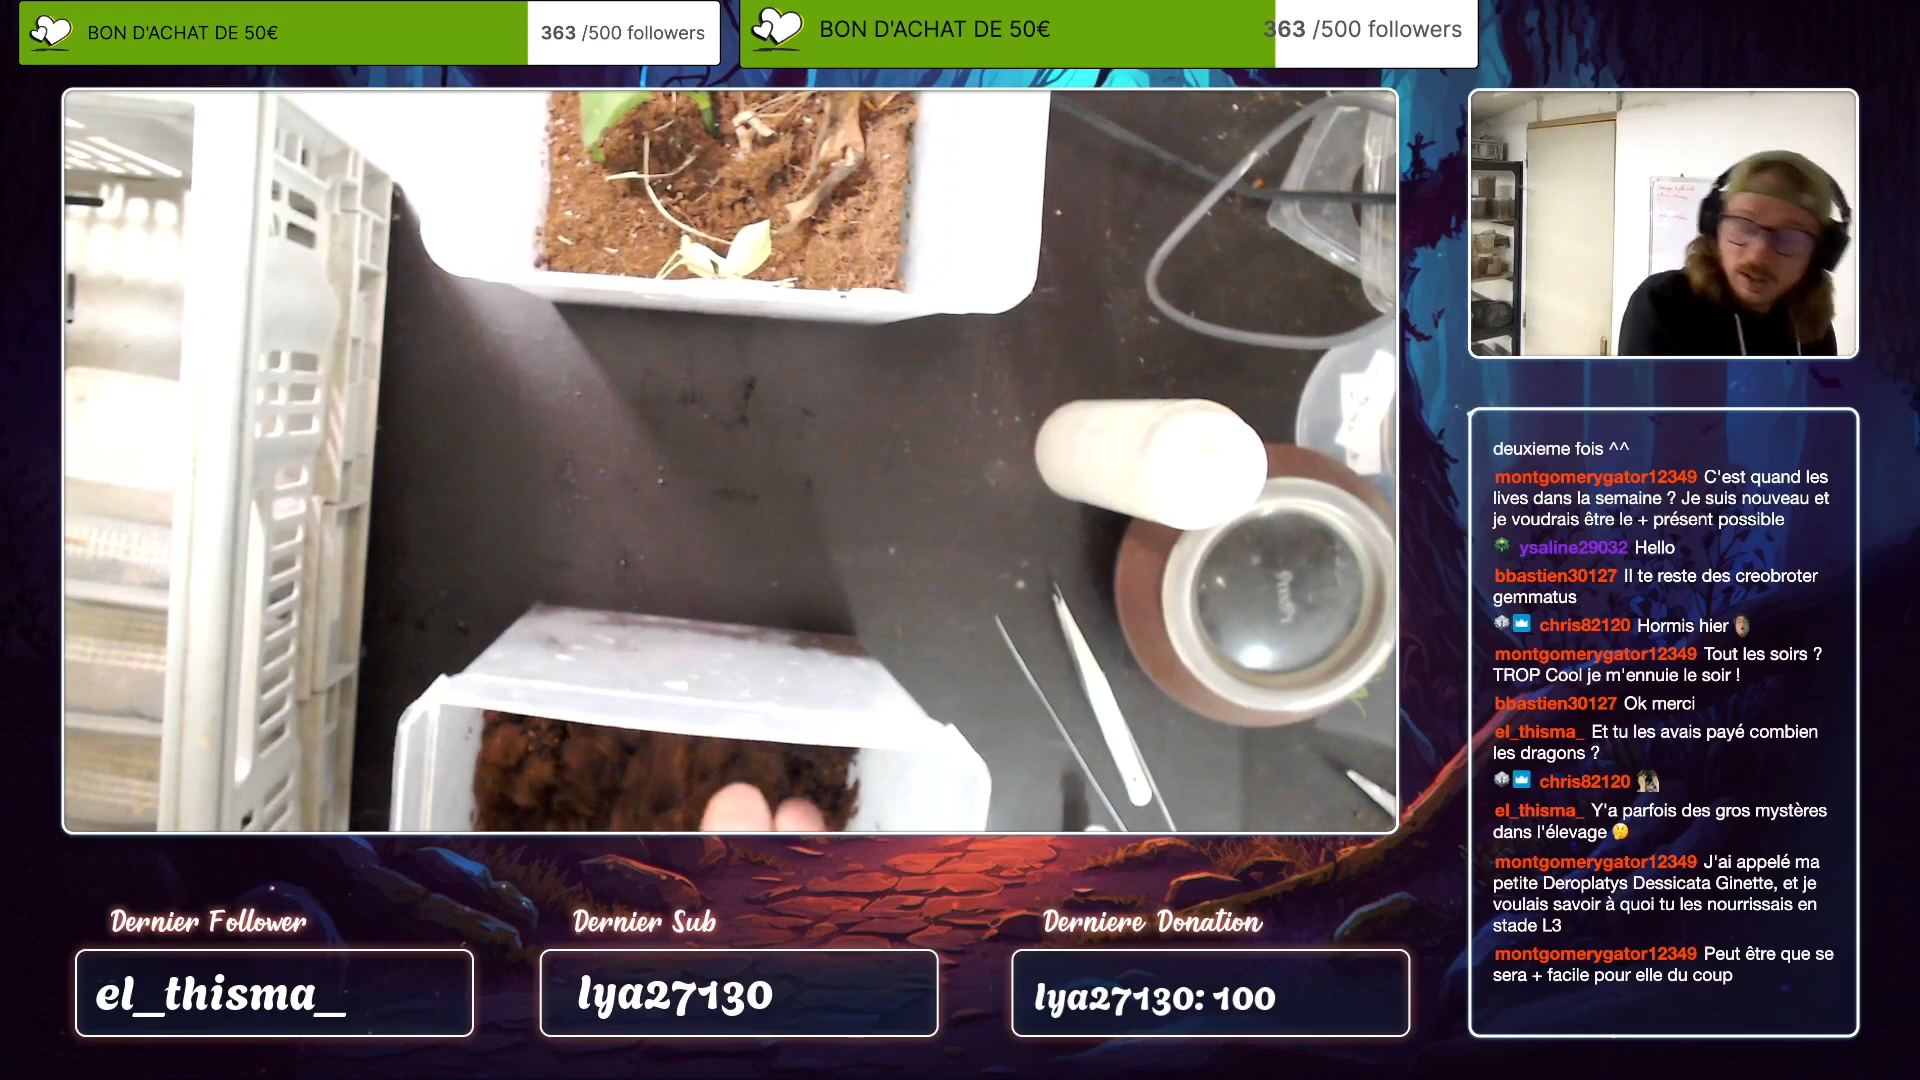 BON D'ACHAT DE 50€
363 /500 followers
BON D'ACHAT DE 50€
363 /500 followers
deuxieme fois ^^
montgomerygator12349 C'est quand les
lives dans la semaine ? Je suis nouveau et
je voudrais être le + présent possible
ysaline29032 Hello
bbastien30127 Il te reste des creobroter
gemmatus
chris82120 Hormis hier
montgomerygator12349 Tout les soirs ?
TROP Cool je m'ennuie le soir !
bbastien30127 Ok merci
el_thisma_ Et tu les avais payé combien
les dragons ?
chris82120
el_thisma_ Y'a parfois des gros mystères
dans l'élevage 🤔
montgomerygator12349 J'ai appelé ma
petite Deroplatys Dessicata Ginette, et je
voulais savoir à quoi tu les nourrissais en
stade L3
montgomerygator12349 Peut être que se
sera + facile pour elle du coup
Dernier Follower
el_thisma_
Dernier Sub
lya27130
Derniere Donation
lya27130: 100